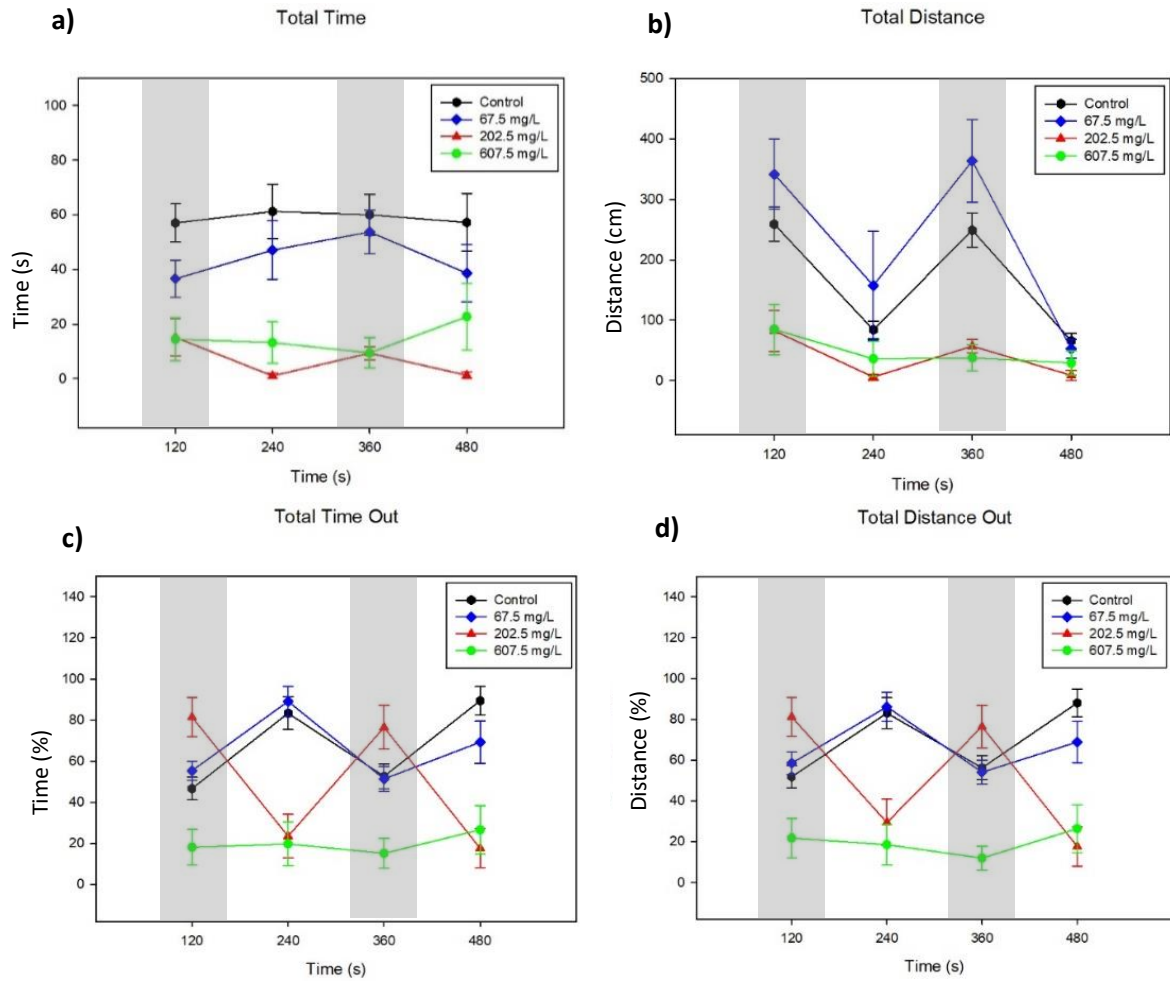 a)
Total Time
Time (s)
100
80
60
40
20
0
Control
67.5 mg/L
202.5 mg/L
607.5 mg/L
120 240 360 480
Time (s)
b)
Total Distance
Distance (cm)
500
400
300
200
100
0
Control
67.5 mg/L
202.5 mg/L
607.5 mg/L
120 240 360 480
Time (s)
c)
Total Time Out
Time (%)
140
120
100
80
60
40
20
0
Control
67.5 mg/L
202.5 mg/L
607.5 mg/L
120 240 360 480
Time (s)
d)
Total Distance Out
Distance (%)
140
120
100
80
60
40
20
0
Control
67.5 mg/L
202.5 mg/L
607.5 mg/L
120 240 360 480
Time (s)